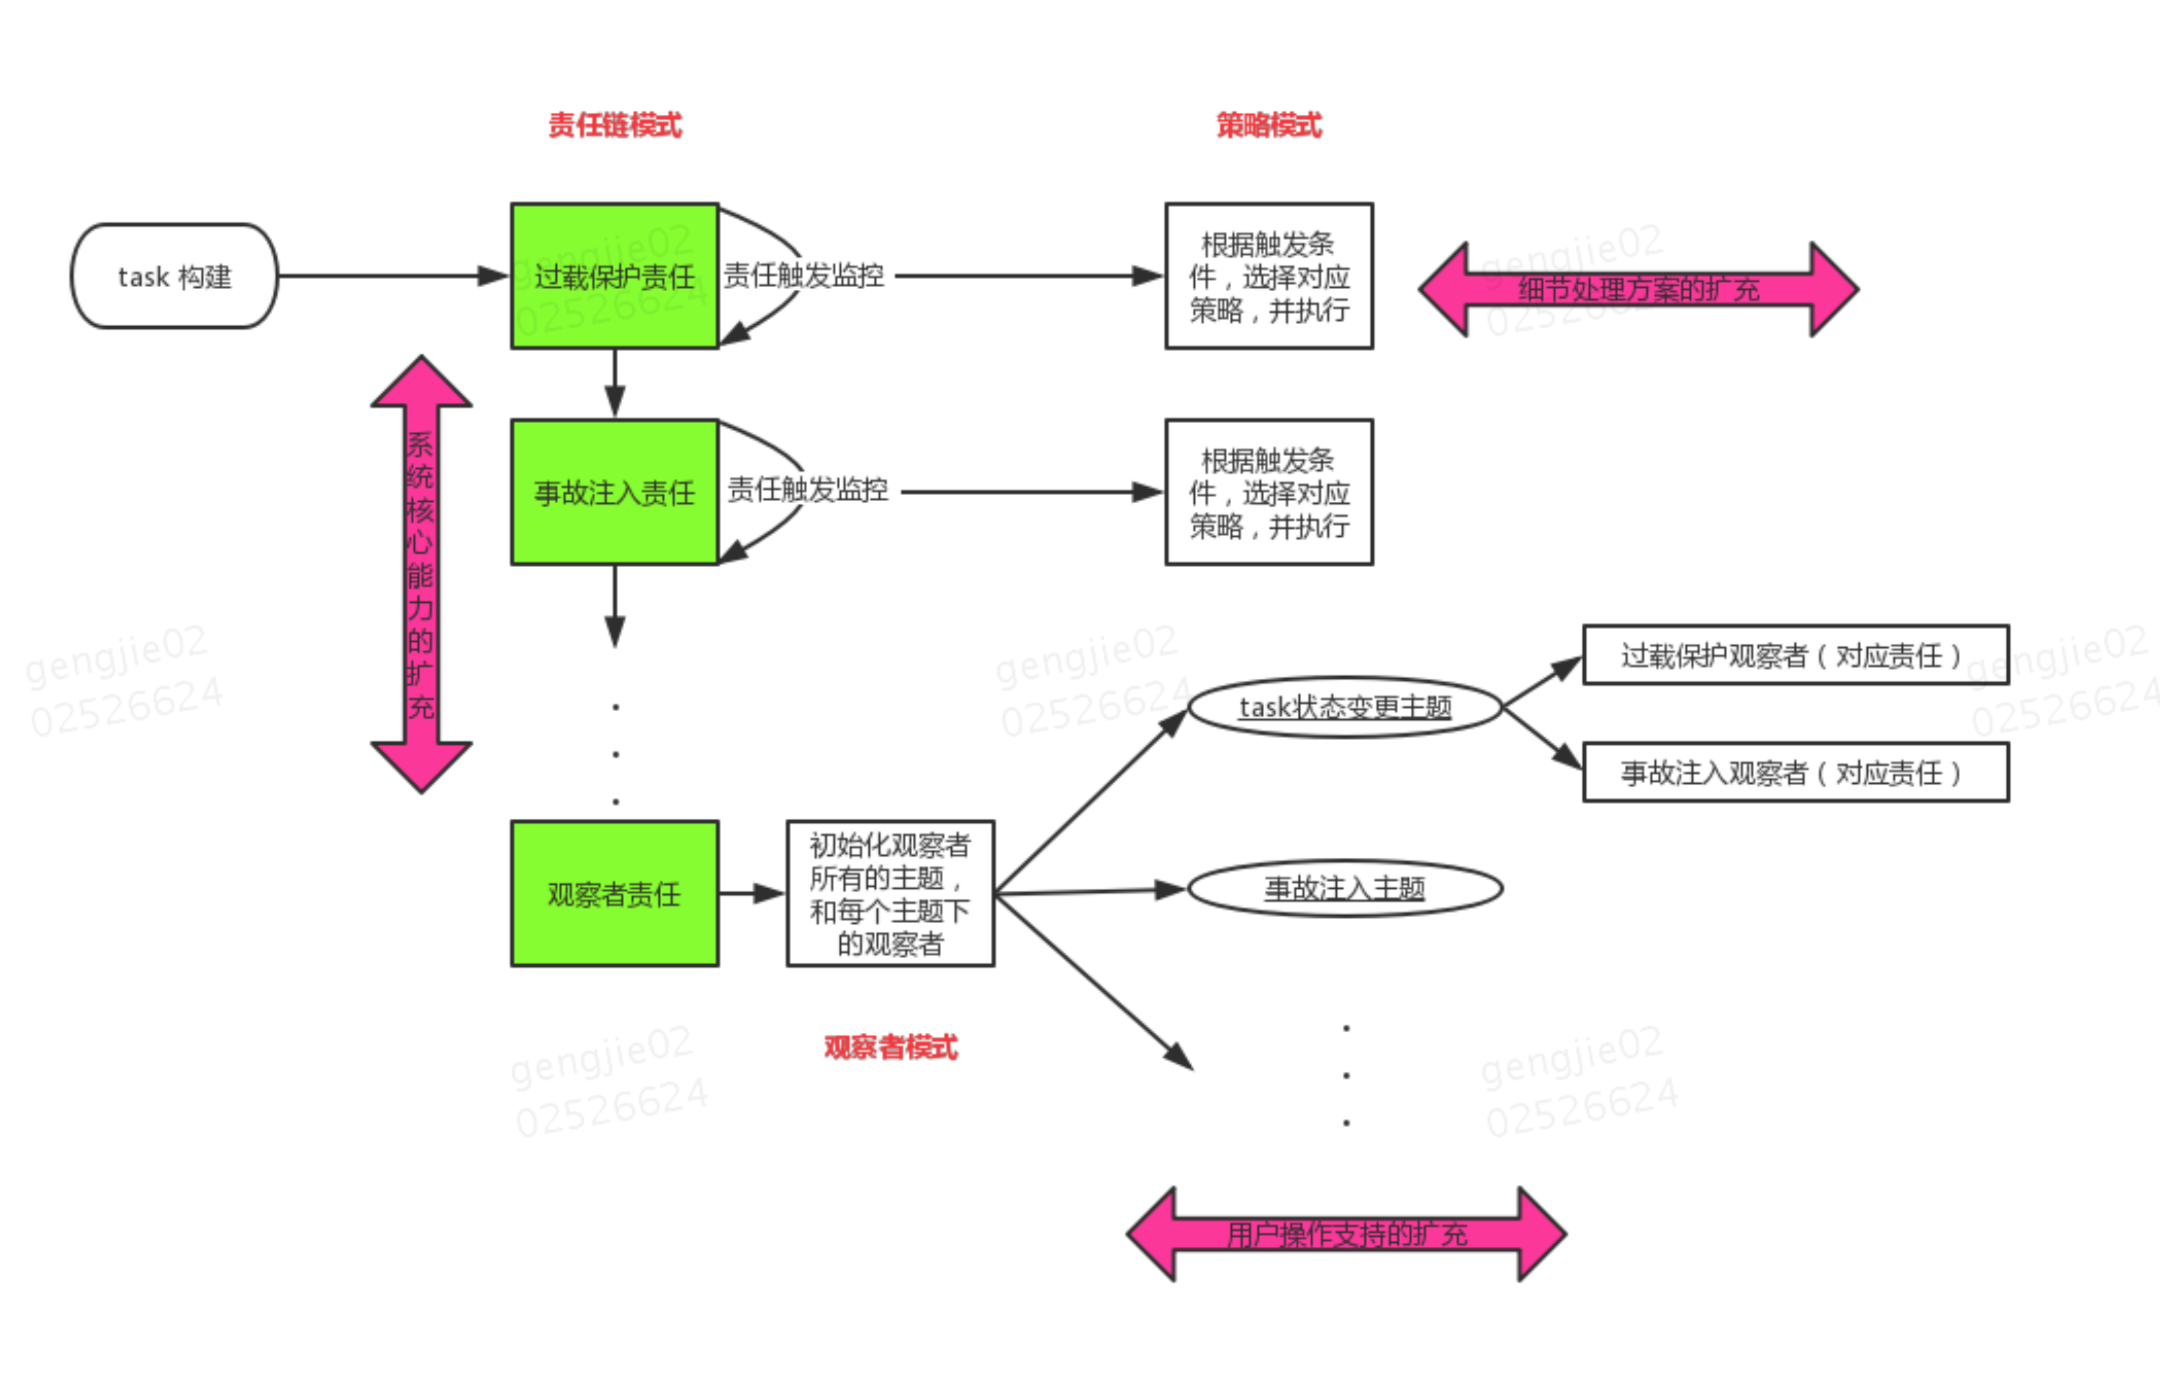 责任链模式
策略模式
task 构建
过载保护责任
责任触发监控
根据触发条
件，选择对应
策略，并执行
细节处理方案的扩充
系统核心能力的扩充
事故注入责任
责任触发监控
根据触发条
件，选择对应
策略，并执行
task状态变更主题
过载保护观察者（对应责任）
事故注入观察者（对应责任）
观察者责任
初始化观察者
所有的主题，
和每个主题下
的观察者
事故注入主题
观察者模式
用户操作支持的扩充
gengjie02
02526624
gengjie02
02526624
gengjie02
02526624
gengjie02
02526624
gengjie02
02526624
gengjie02
02526624
gengjie02
02526624